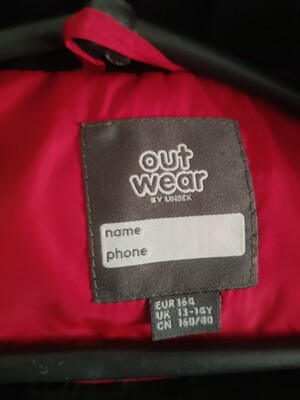 out
wear
BY LINDEX
name
phone
EUR 164
UK 13-14Y
CN 160/80